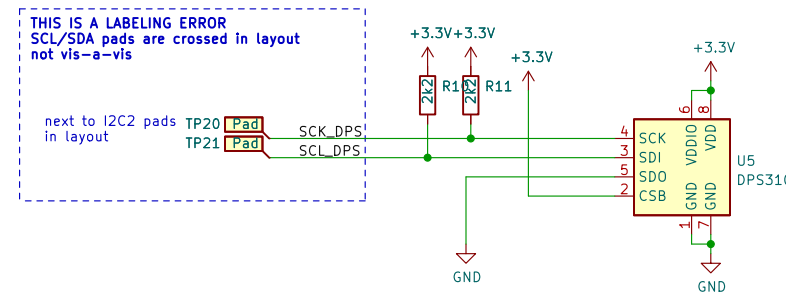 THIS IS A LABELING ERROR
SCL/SDA pads are crossed in layout
not vis-a-vis
+3.3V +3.3V
+3.3V
+3.3V
2k2 R10 2k2 R11
next to I2C2 pads
in layout
TP20 Pad
TP21 Pad
SCK_DPS
SCL_DPS
6 8
VDDIO VDD
4 SCK
3 SDI
5 SDO
2 CSB
U5
DPS310
GND GND
1 7
GND
GND